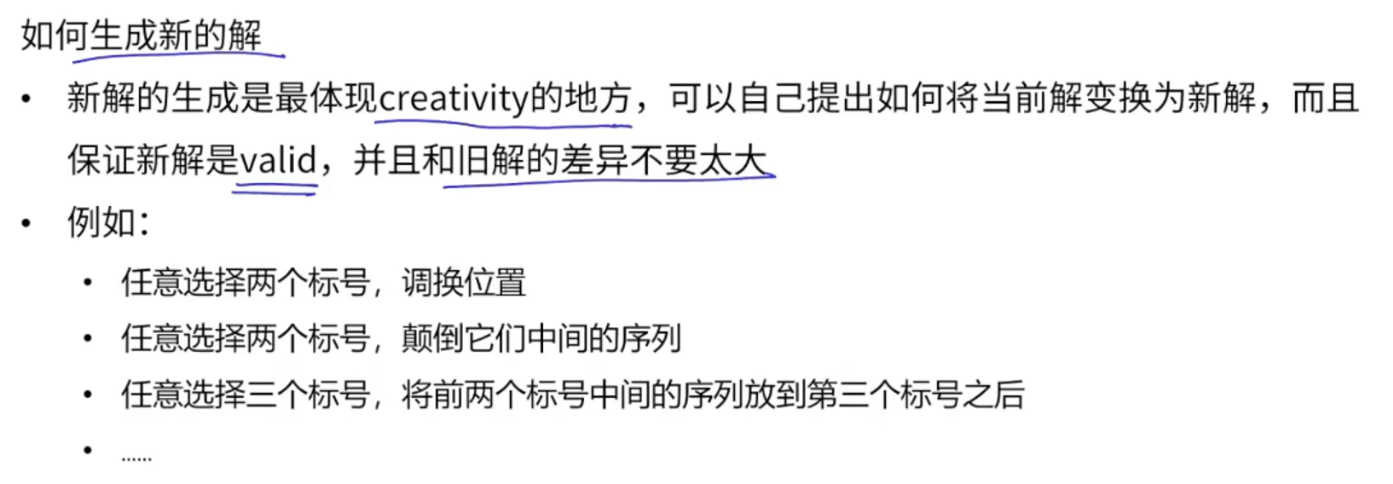 如何生成新的解
• 新解的生成是最体现creativity的地方，可以自己提出如何将当前解变换为新解，而且
保证新解是valid，并且和旧解的差异不要太大
• 例如：
• 任意选择两个标号，调换位置
• 任意选择两个标号，颠倒它们中间的序列
• 任意选择三个标号，将前两个标号中间的序列放到第三个标号之后
• ......